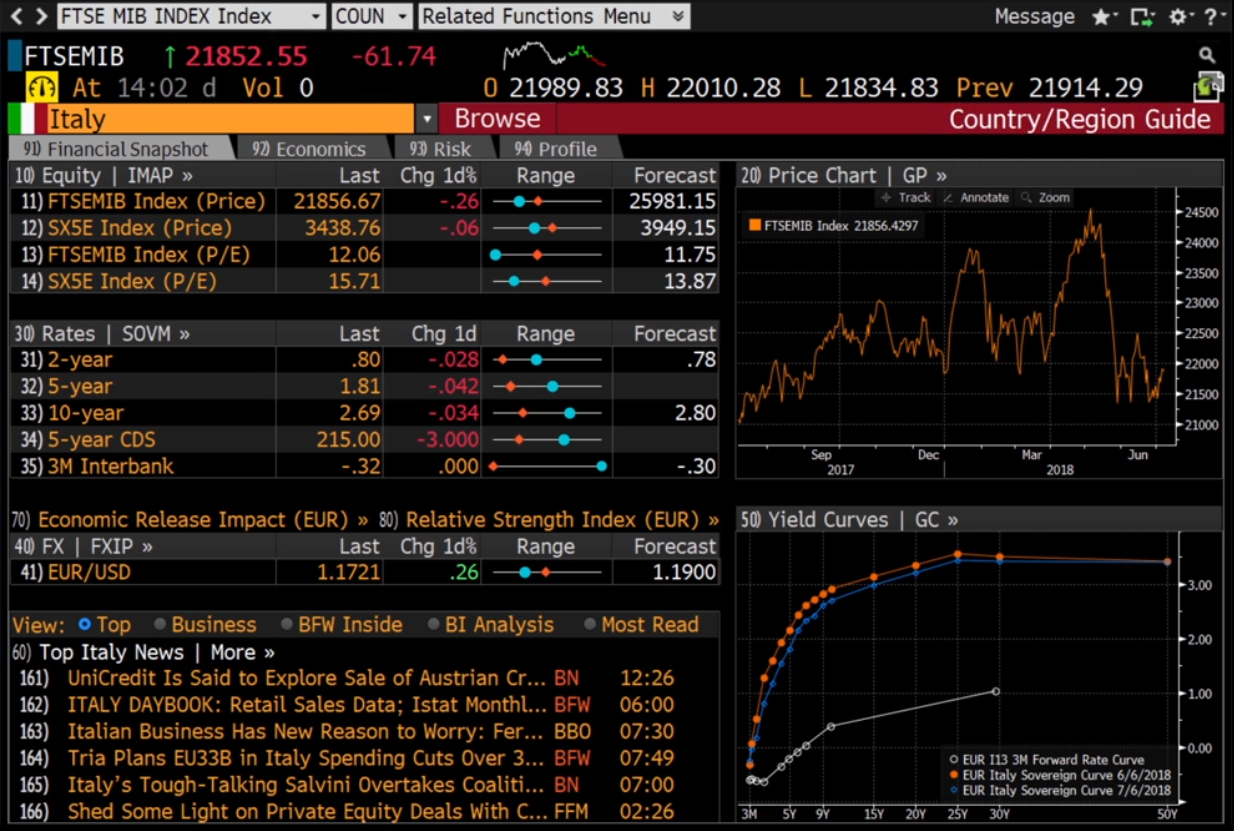 FTSE MIB INDEX Index COUN Related Functions Menu Message ?
FTSEMIB ↑ 21852.55 -61.74
At 14:02 d Vol 0 O 21989.83 H 22010.28 L 21834.83 Prev 21914.29
Italy Browse Country/Region Guide
91) Financial Snapshot 92) Economics 93) Risk 94) Profile
10) Equity | IMAP » Last Chg 1d% Range Forecast
11) FTSEMIB Index (Price) 21856.67 -.26 25981.15
12) SX5E Index (Price) 3438.76 -.06 3949.15
13) FTSEMIB Index (P/E) 12.06 11.75
14) SX5E Index (P/E) 15.71 13.87
30) Rates | SOVM » Last Chg 1d Range Forecast
31) 2-year .80 -.028 .78
32) 5-year 1.81 -.042
33) 10-year 2.69 -.034 2.80
34) 5-year CDS 215.00 -3.000
35) 3M Interbank -.32 .000 -.30
70) Economic Release Impact (EUR) » 80) Relative Strength Index (EUR) »
40) FX | FXIP » Last Chg 1d% Range Forecast
41) EUR/USD 1.1721 .26 1.1900
View: Top Business BFW Inside BI Analysis Most Read
60) Top Italy News | More »
161) UniCredit Is Said to Explore Sale of Austrian Cr... BN 12:26
162) ITALY DAYBOOK: Retail Sales Data; Istat Monthl... BFW 06:00
163) Italian Business Has New Reason to Worry: Fer... BBO 07:30
164) Tria Plans EU33B in Italy Spending Cuts Over 3... BFW 07:49
165) Italy's Tough-Talking Salvini Overtakes Coaliti... BN 07:00
166) Shed Some Light on Private Equity Deals With C... FFM 02:26
20) Price Chart | GP »
Track Annotate Zoom
FTSEMIB Index 21856.4297
24500
24000
23500
23000
22500
22000
21500
21000
Sep Dec Mar Jun
2017 2018
50) Yield Curves | GC »
3.00
2.00
1.00
0.00
EUR I13 3M Forward Rate Curve
EUR Italy Sovereign Curve 6/6/2018
EUR Italy Sovereign Curve 7/6/2018
3M 5Y 9Y 15Y 20Y 25Y 30Y 50Y